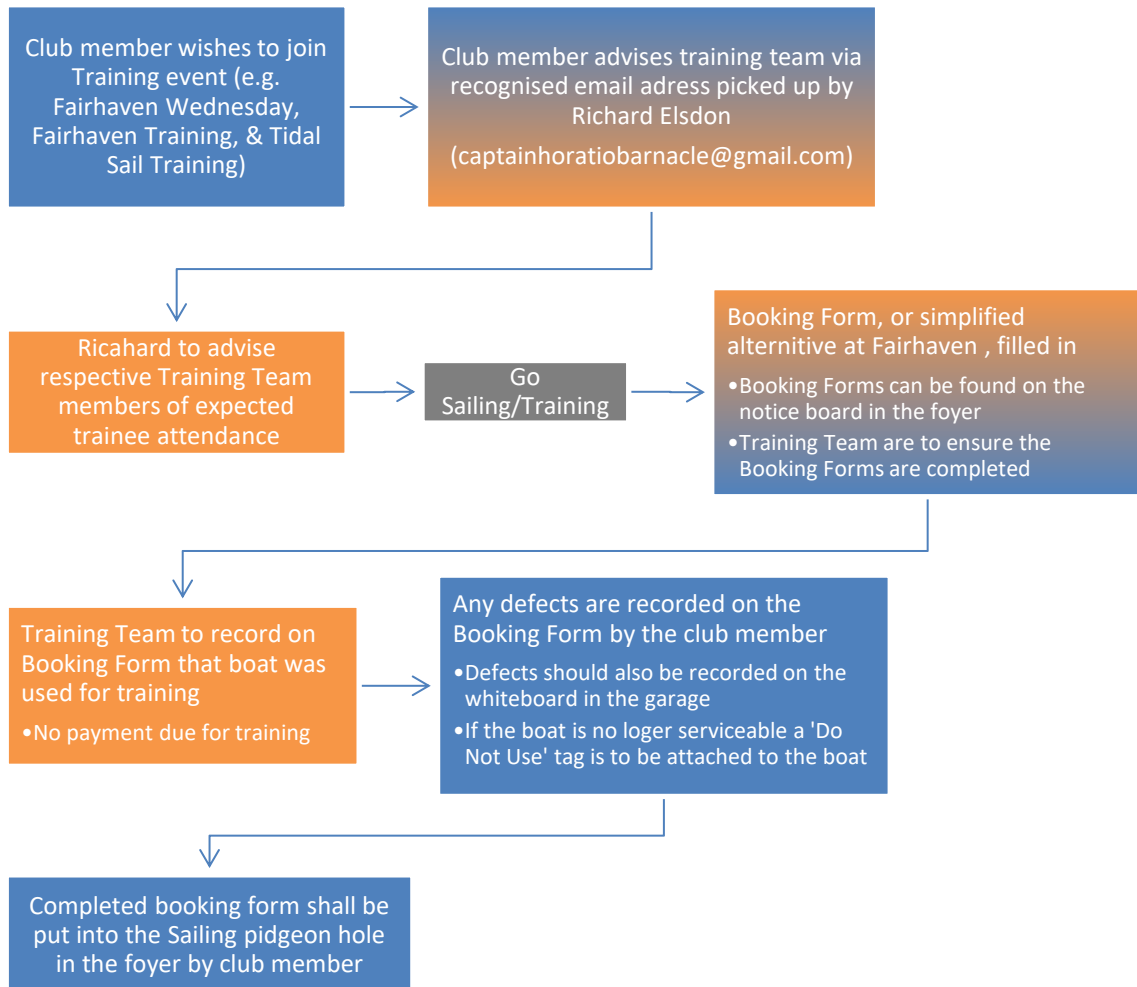 Club member wishes to join
Training event (e.g.
Fairhaven Wednesday,
Fairhaven Training, & Tidal
Sail Training)
Club member advises training team via
recognised email adress picked up by
Richard Elsdon
(captainhoratiobarnacle@gmail.com)
Ricahard to advise
respective Training Team
members of expected
trainee attendance
Go
Sailing/Training
Booking Form, or simplified
alternitive at Fairhaven , filled in
•Booking Forms can be found on the
notice board in the foyer
•Training Team are to ensure the
Booking Forms are completed
Training Team to record on
Booking Form that boat was
used for training
•No payment due for training
Any defects are recorded on the
Booking Form by the club member
•Defects should also be recorded on the
whiteboard in the garage
•If the boat is no loger serviceable a 'Do
Not Use' tag is to be attached to the boat
Completed booking form shall be
put into the Sailing pidgeon hole
in the foyer by club member